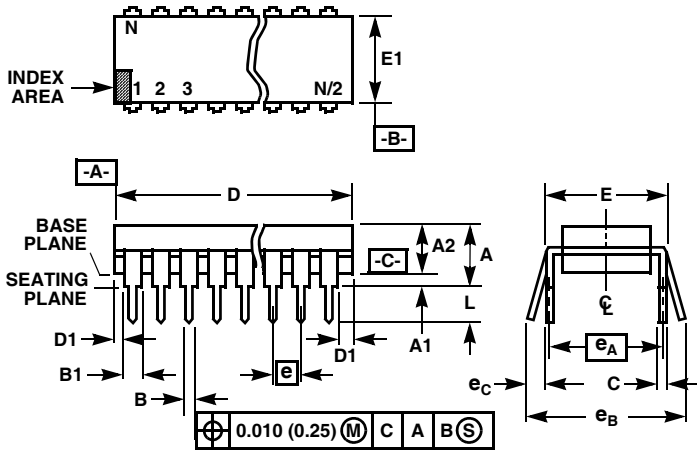 N
E1
INDEX
AREA
1 2 3 N/2
-B-
-A-
D
E
BASE
PLANE
A2
A
-C-
SEATING
PLANE
L
C
L
D1
A1
D1
eA
B1
e
eC
C
B
eB
0.010 (0.25) M C A B S